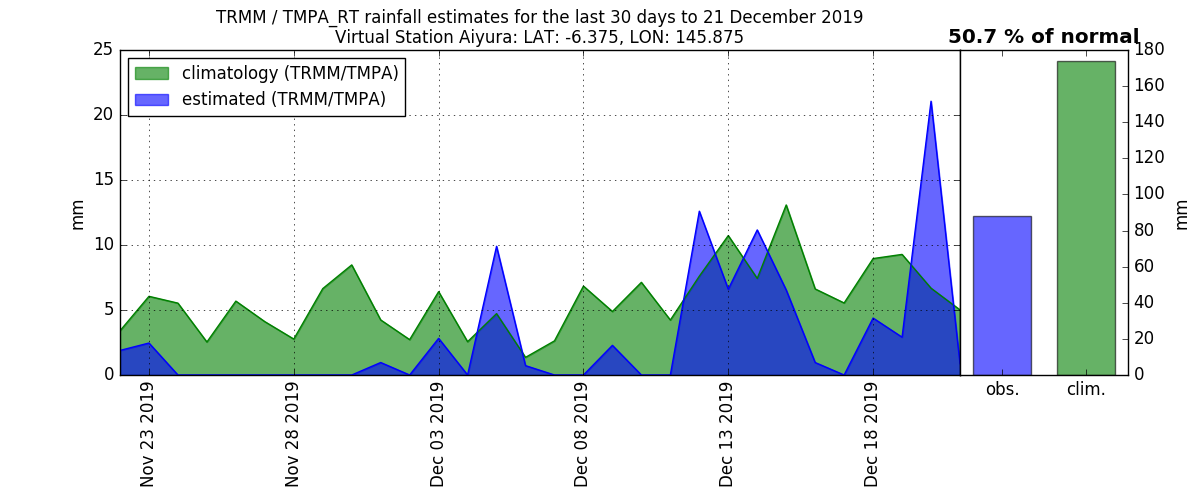 TRMM / TMPA_RT rainfall estimates for the last 30 days to 21 December 2019
Virtual Station Aiyura: LAT: -6.375, LON: 145.875
50.7 % of normal
climatology (TRMM/TMPA)
estimated (TRMM/TMPA)
25
20
15
10
5
0
mm
180
160
140
120
100
80
60
40
20
0
mm
Nov 23 2019
Nov 28 2019
Dec 03 2019
Dec 08 2019
Dec 13 2019
Dec 18 2019
obs.
clim.